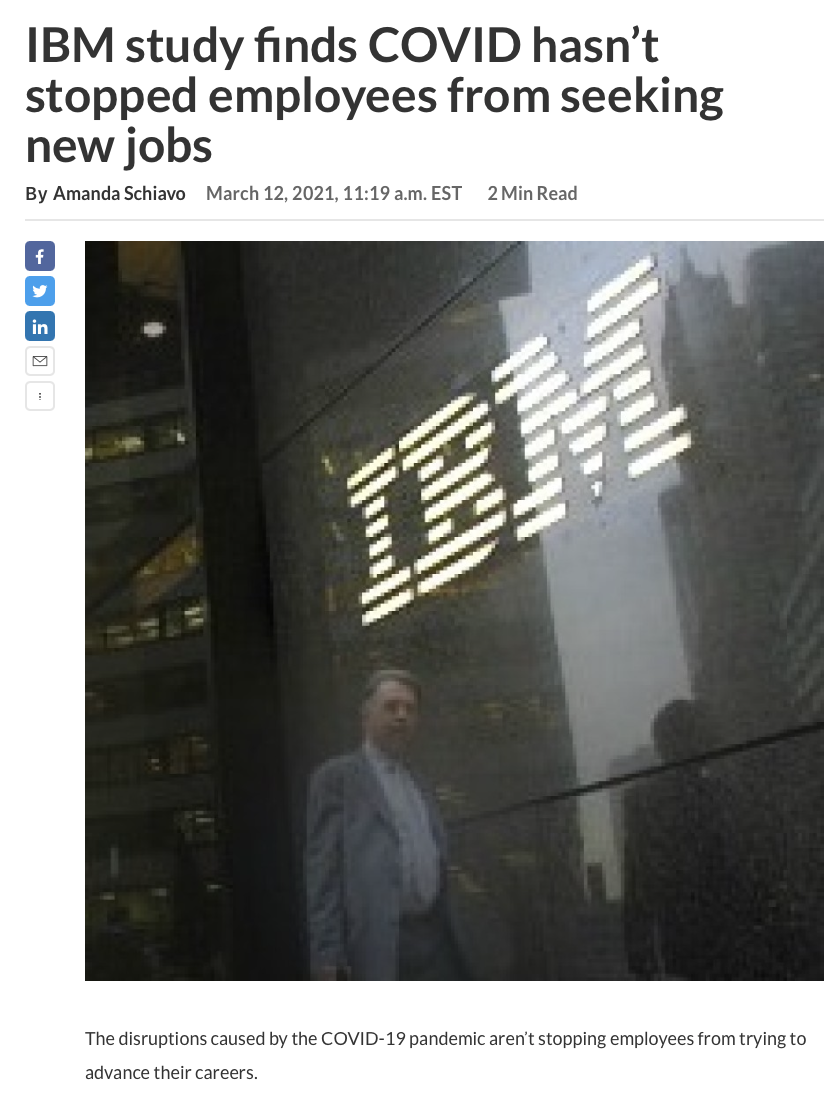 IBM study finds COVID hasn’t
stopped employees from seeking
new jobs
By Amanda Schiavo March 12, 2021, 11:19 a.m. EST 2 Min Read
f
in
IBM
The disruptions caused by the COVID-19 pandemic aren’t stopping employees from trying to
advance their careers.